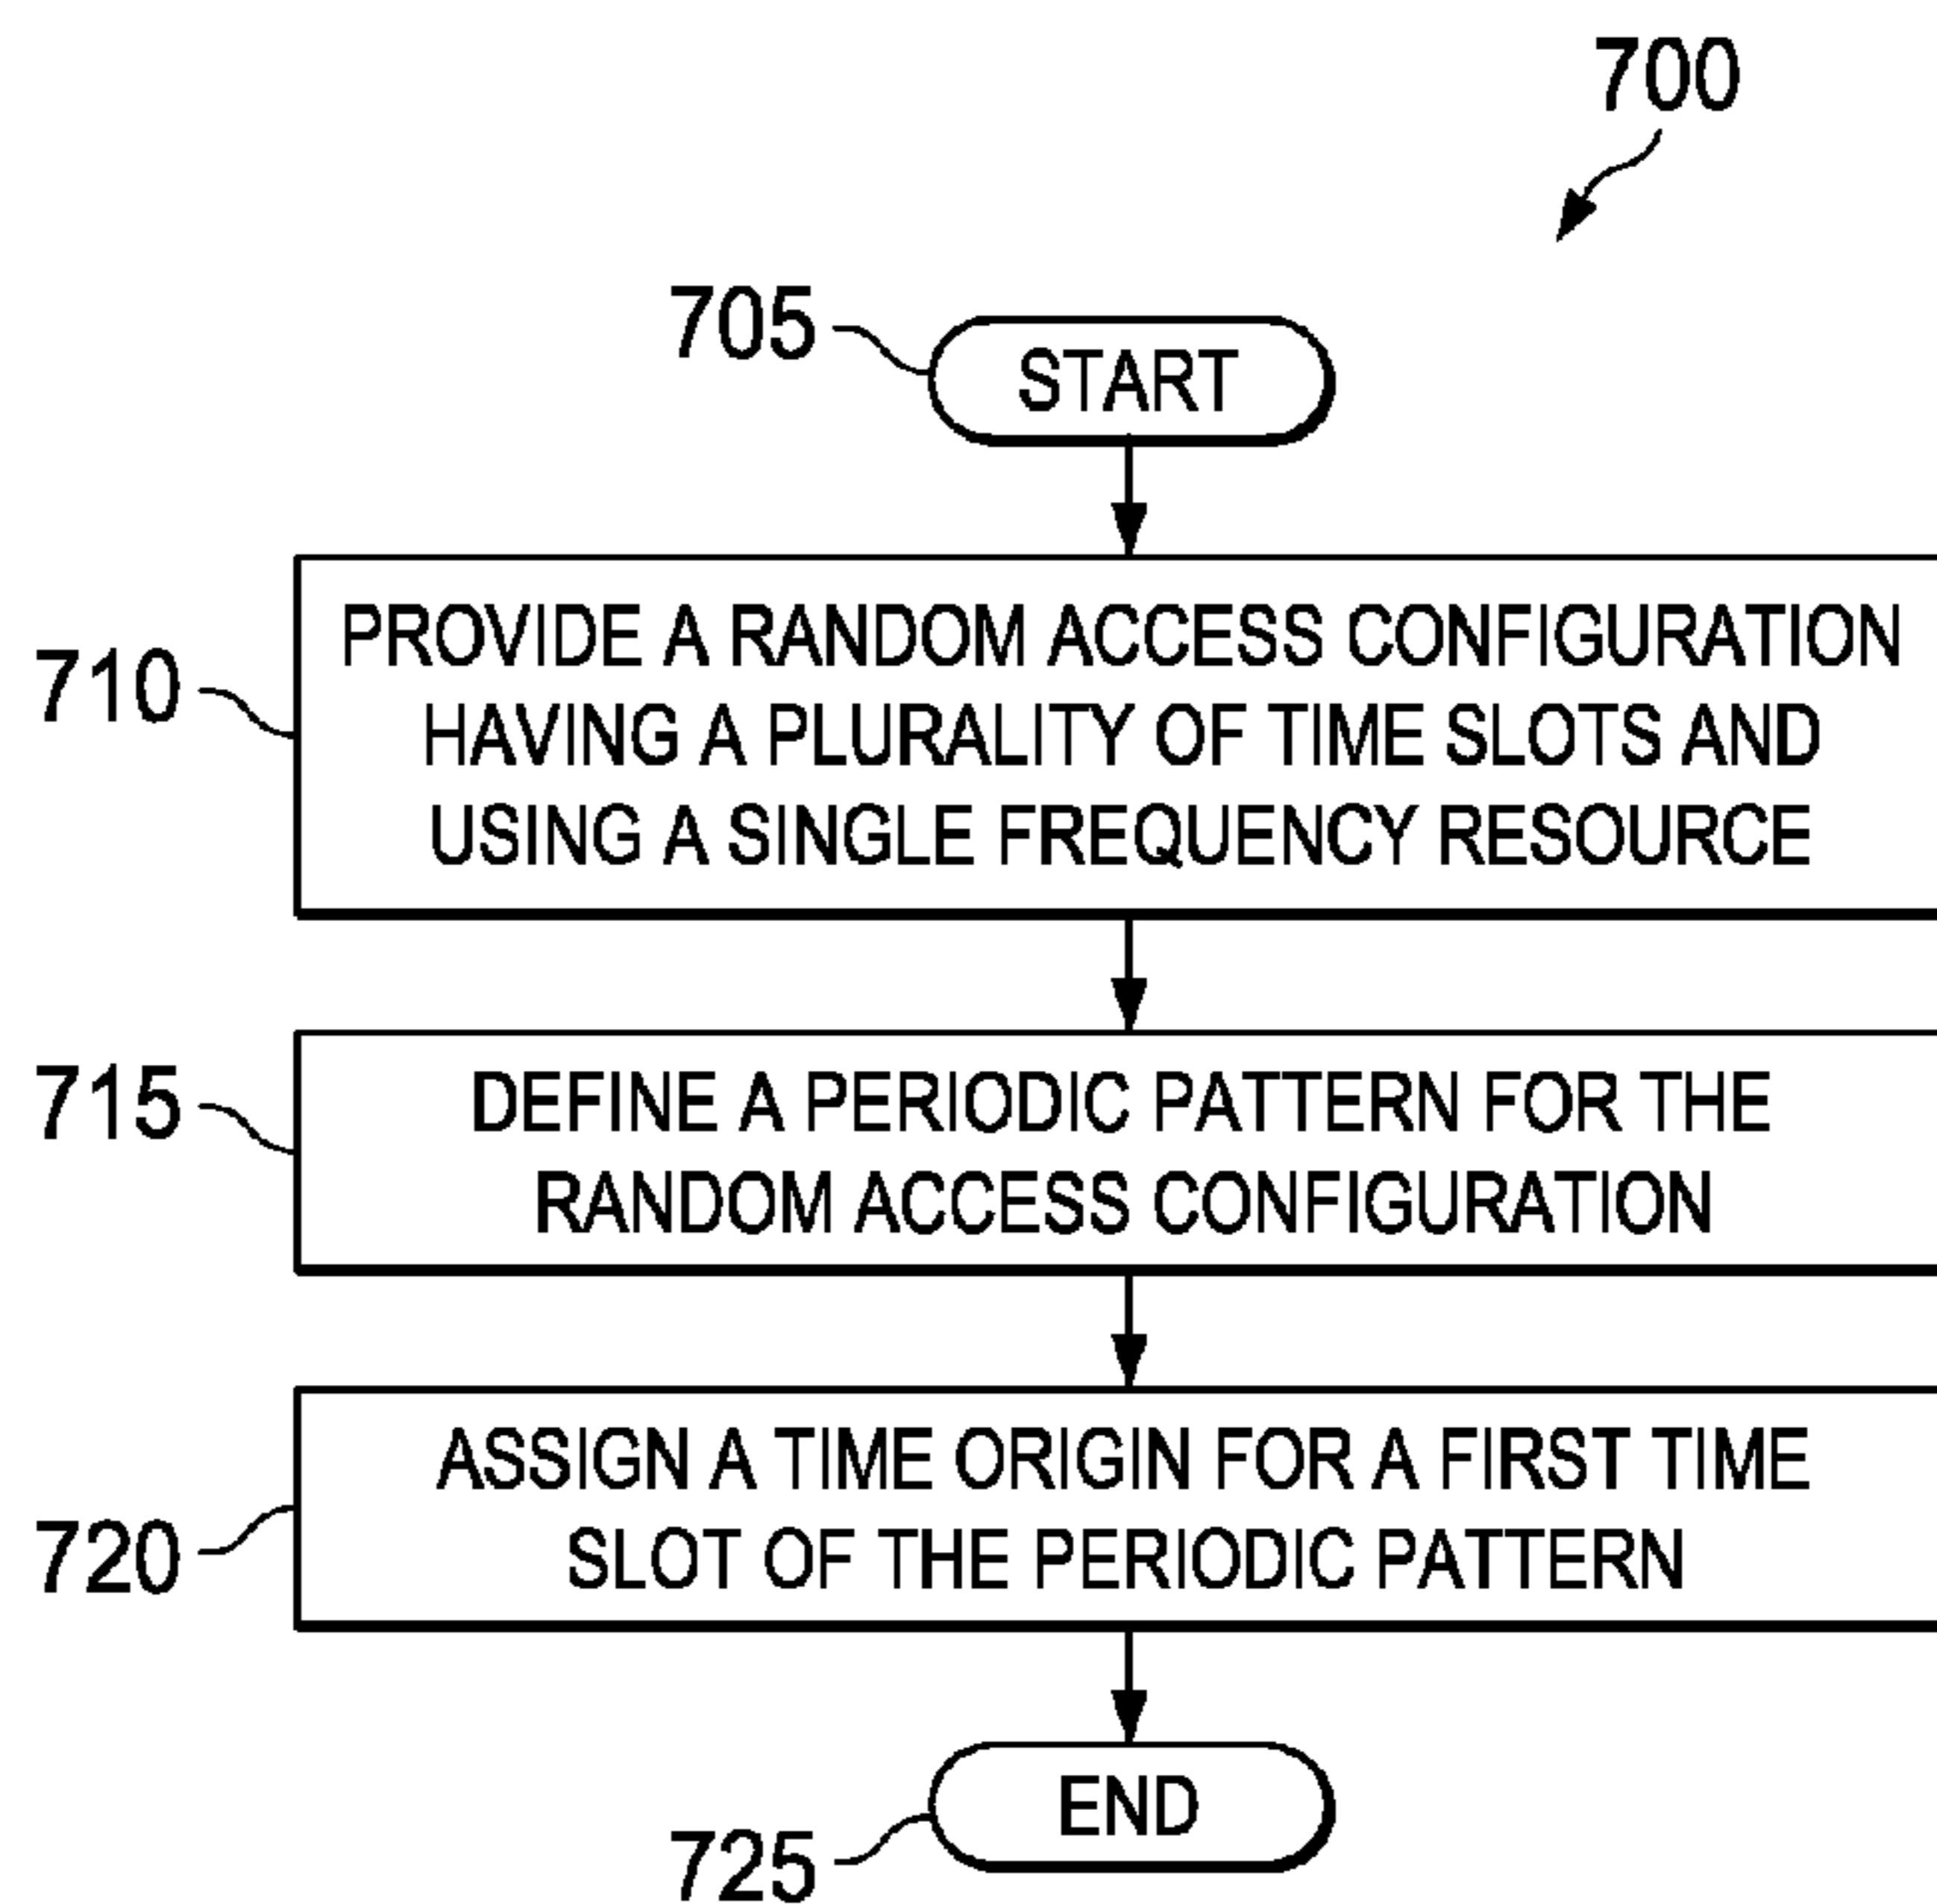 700
705
START
710
PROVIDE A RANDOM ACCESS CONFIGURATION
HAVING A PLURALITY OF TIME SLOTS AND
USING A SINGLE FREQUENCY RESOURCE
715
DEFINE A PERIODIC PATTERN FOR THE
RANDOM ACCESS CONFIGURATION
720
ASSIGN A TIME ORIGIN FOR A FIRST TIME
SLOT OF THE PERIODIC PATTERN
END
725